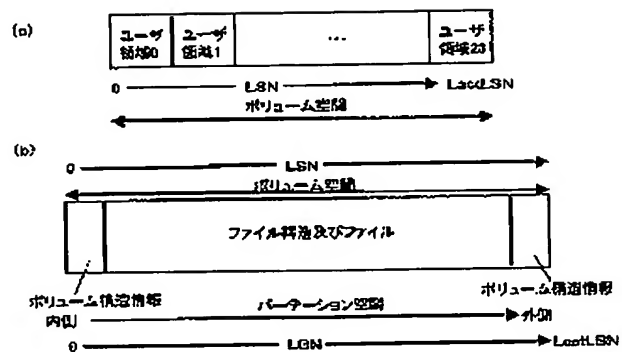 (a)
ユーザ
領域0
ユーザ
領域1
...
ユーザ
領域23
0 LSN LastLSN
ボリューム空間
(b)
0 LSN
ボリューム空間
ファイル構造及びファイル
ボリューム構造情報
ボリューム構造情報
内側 パーテーション空間 外側
0 LSN LastLSN